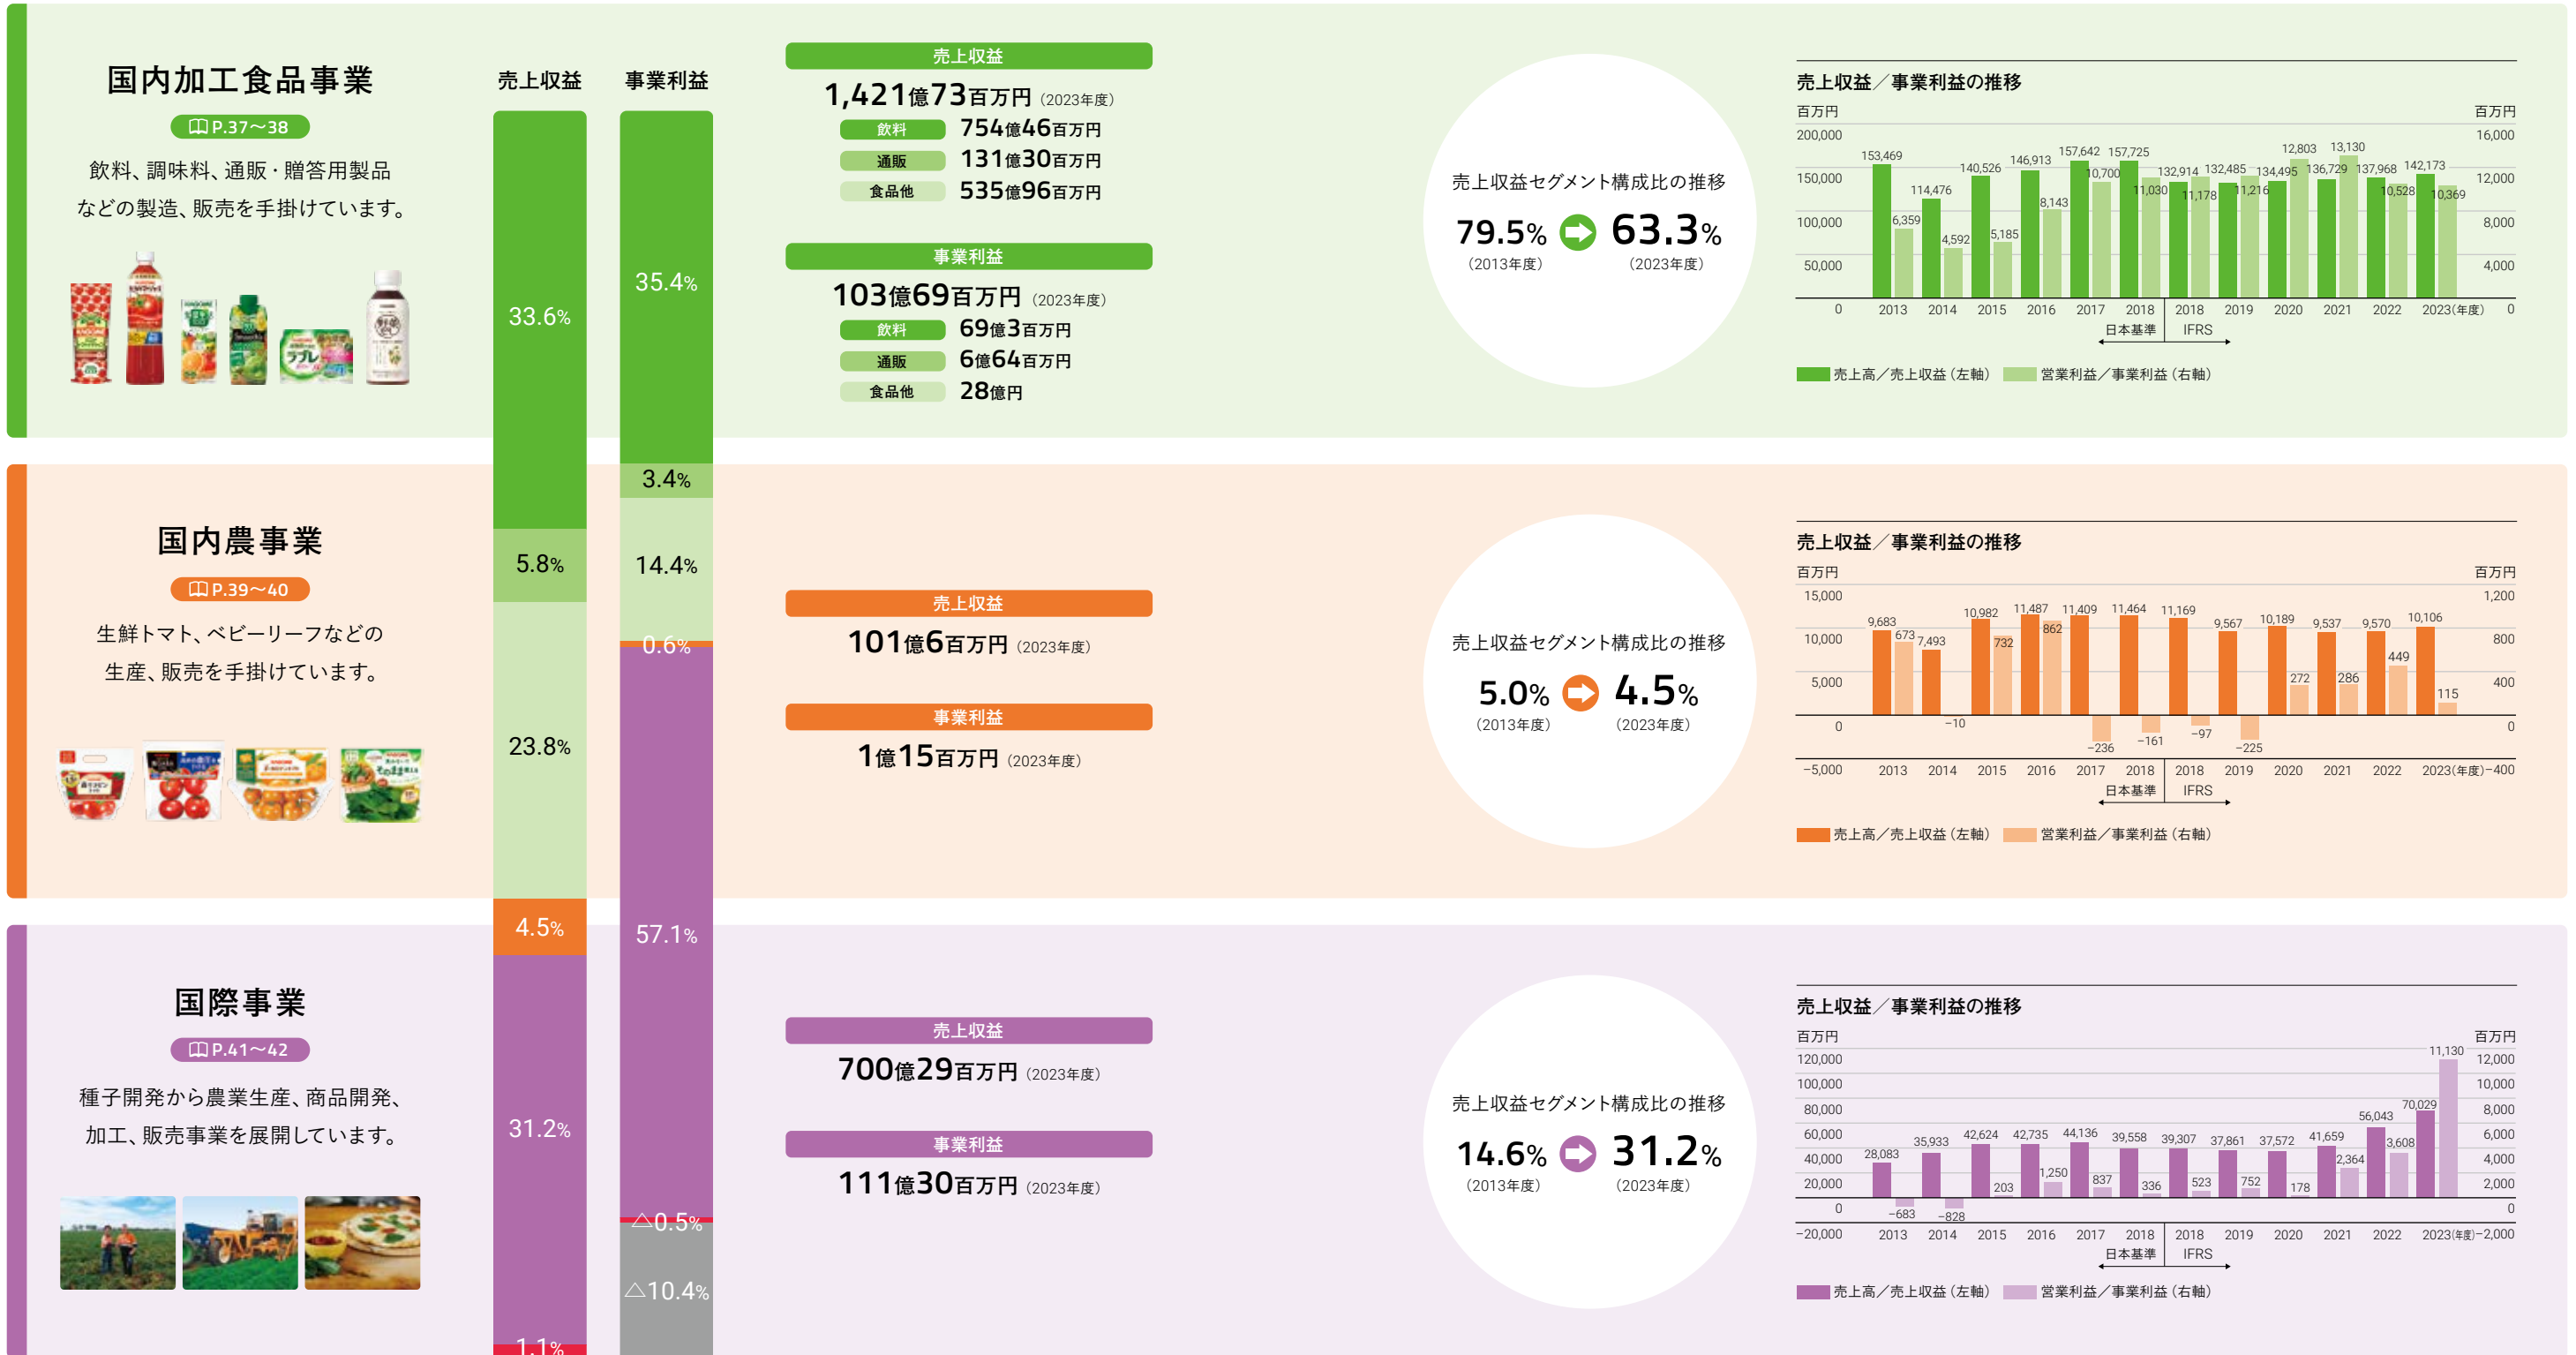 国内加工食品事業
P.37〜38
飲料、調味料、通販・贈答用製品
などの製造、販売を手掛けています。
売上収益
事業利益
33.6%
5.8%
23.8%
4.5%
31.2%
1.1%
35.4%
3.4%
14.4%
0.6%
57.1%
△0.5%
△10.4%
売上収益
1,421億73百万円（2023年度）
飲料 754億46百万円
通販 131億30百万円
食品他 535億96百万円
事業利益
103億69百万円（2023年度）
飲料 69億3百万円
通販 6億64百万円
食品他 28億円
売上収益セグメント構成比の推移
79.5% 63.3%
（2013年度） （2023年度）
売上収益／事業利益の推移
百万円 百万円
200,000 16,000
150,000 12,000
100,000 8,000
50,000 4,000
0 0
153,469 114,476 140,526 146,913 157,642 157,725 132,914 132,485 134,495 136,729 137,968 142,173
6,359 4,592 5,185 8,143 10,700 11,030 11,178 11,216 12,803 13,130 10,528 10,369
2013 2014 2015 2016 2017 2018 2018 2019 2020 2021 2022 2023(年度)
日本基準 IFRS
売上高／売上収益（左軸） 営業利益／事業利益（右軸）
国内農事業
P.39〜40
生鮮トマト、ベビーリーフなどの
生産、販売を手掛けています。
売上収益
101億6百万円（2023年度）
事業利益
1億15百万円（2023年度）
売上収益セグメント構成比の推移
5.0% 4.5%
（2013年度） （2023年度）
売上収益／事業利益の推移
百万円 百万円
15,000 1,200
10,000 800
5,000 400
0 0
−5,000 −400
9,683 7,493 10,982 11,487 11,409 11,464 11,169 9,567 10,189 9,537 9,570 10,106
673 −10 732 862 −236 −161 −97 −225 272 286 449 115
2013 2014 2015 2016 2017 2018 2018 2019 2020 2021 2022 2023(年度)
日本基準 IFRS
売上高／売上収益（左軸） 営業利益／事業利益（右軸）
国際事業
P.41〜42
種子開発から農業生産、商品開発、
加工、販売事業を展開しています。
売上収益
700億29百万円（2023年度）
事業利益
111億30百万円（2023年度）
売上収益セグメント構成比の推移
14.6% 31.2%
（2013年度） （2023年度）
売上収益／事業利益の推移
百万円 百万円
120,000 12,000
100,000 10,000
80,000 8,000
60,000 6,000
40,000 4,000
20,000 2,000
0 0
−20,000 −2,000
28,083 35,933 42,624 42,735 44,136 39,558 39,307 37,861 37,572 41,659 56,043 70,029
−683 −828 203 1,250 837 336 523 752 178 2,364 3,608 11,130
2013 2014 2015 2016 2017 2018 2018 2019 2020 2021 2022 2023(年度)
日本基準 IFRS
売上高／売上収益（左軸） 営業利益／事業利益（右軸）